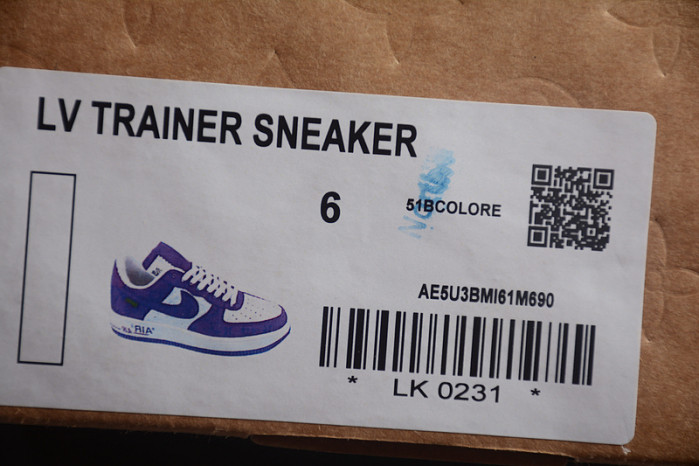 LV TRAINER SNEAKER
6
51BCOLORE
AE5U3BMI61M690
* LK 0231 *